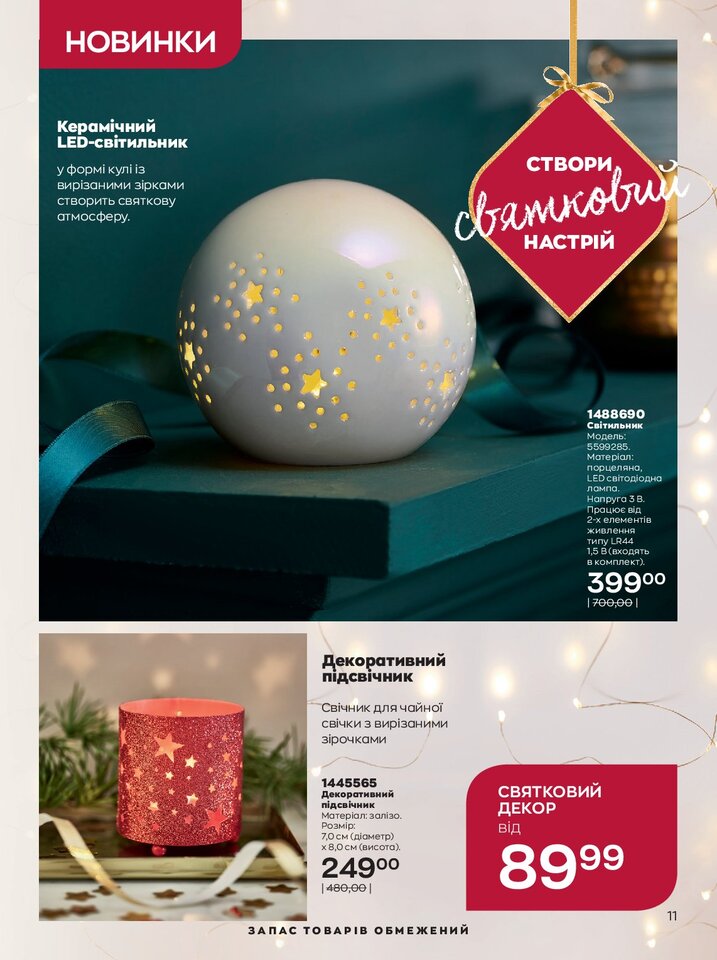 НОВИНКИ
Керамічний
LED-світильник
у формі кулі із
вирізаними зірками
створить святкову
атмосферу.
СТВОРИ
святковий
НАСТРІЙ
1488690
Світильник
Модель:
5599285.
Матеріал:
порцеляна,
LED світодіодна
лампа.
Напруга 3 В.
Працює від
2-х елементів
живлення
типу LR44
1,5 В (входять
в комплект).
39900
| 700,00 |
Декоративний
підсвічник
Свічник для чайної
свічки з вирізаними
зірочками
1445565
Декоративний
підсвічник
Матеріал: залізо.
Розмір:
7,0 см (діаметр)
х 8,0 см (висота).
24900
| 480,00 |
СВЯТКОВИЙ
ДЕКОР
від
8999
11
ЗАПАС ТОВАРІВ ОБМЕЖЕНИЙ